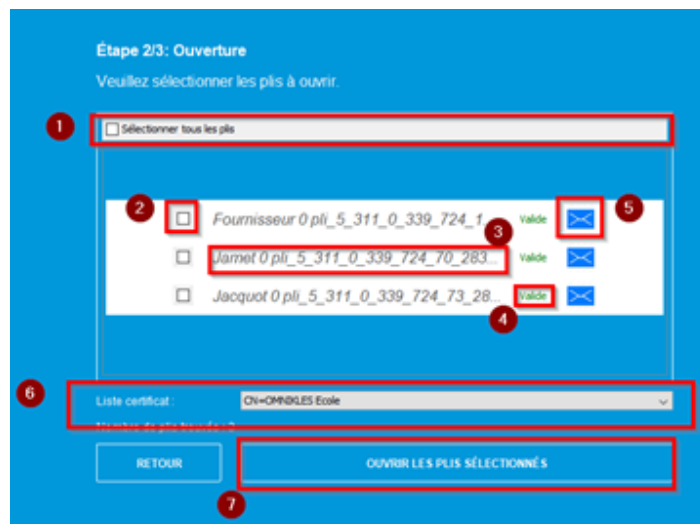 Étape 2/3: Ouverture
Veuillez sélectionner les plis à ouvrir.
1
Sélectionner tous les plis
2
Fournisseur 0 pli_5_311_0_339_724_1... Valide
5
3
Jamet 0 pli_5_311_0_339_724_70_283... Valide
Jacquot 0 pli_5_311_0_339_724_73_28... Valide
4
6
Liste certificat : CN=OMNIKLES Ecole
RETOUR
OUVRIR LES PLIS SÉLECTIONNÉS
7